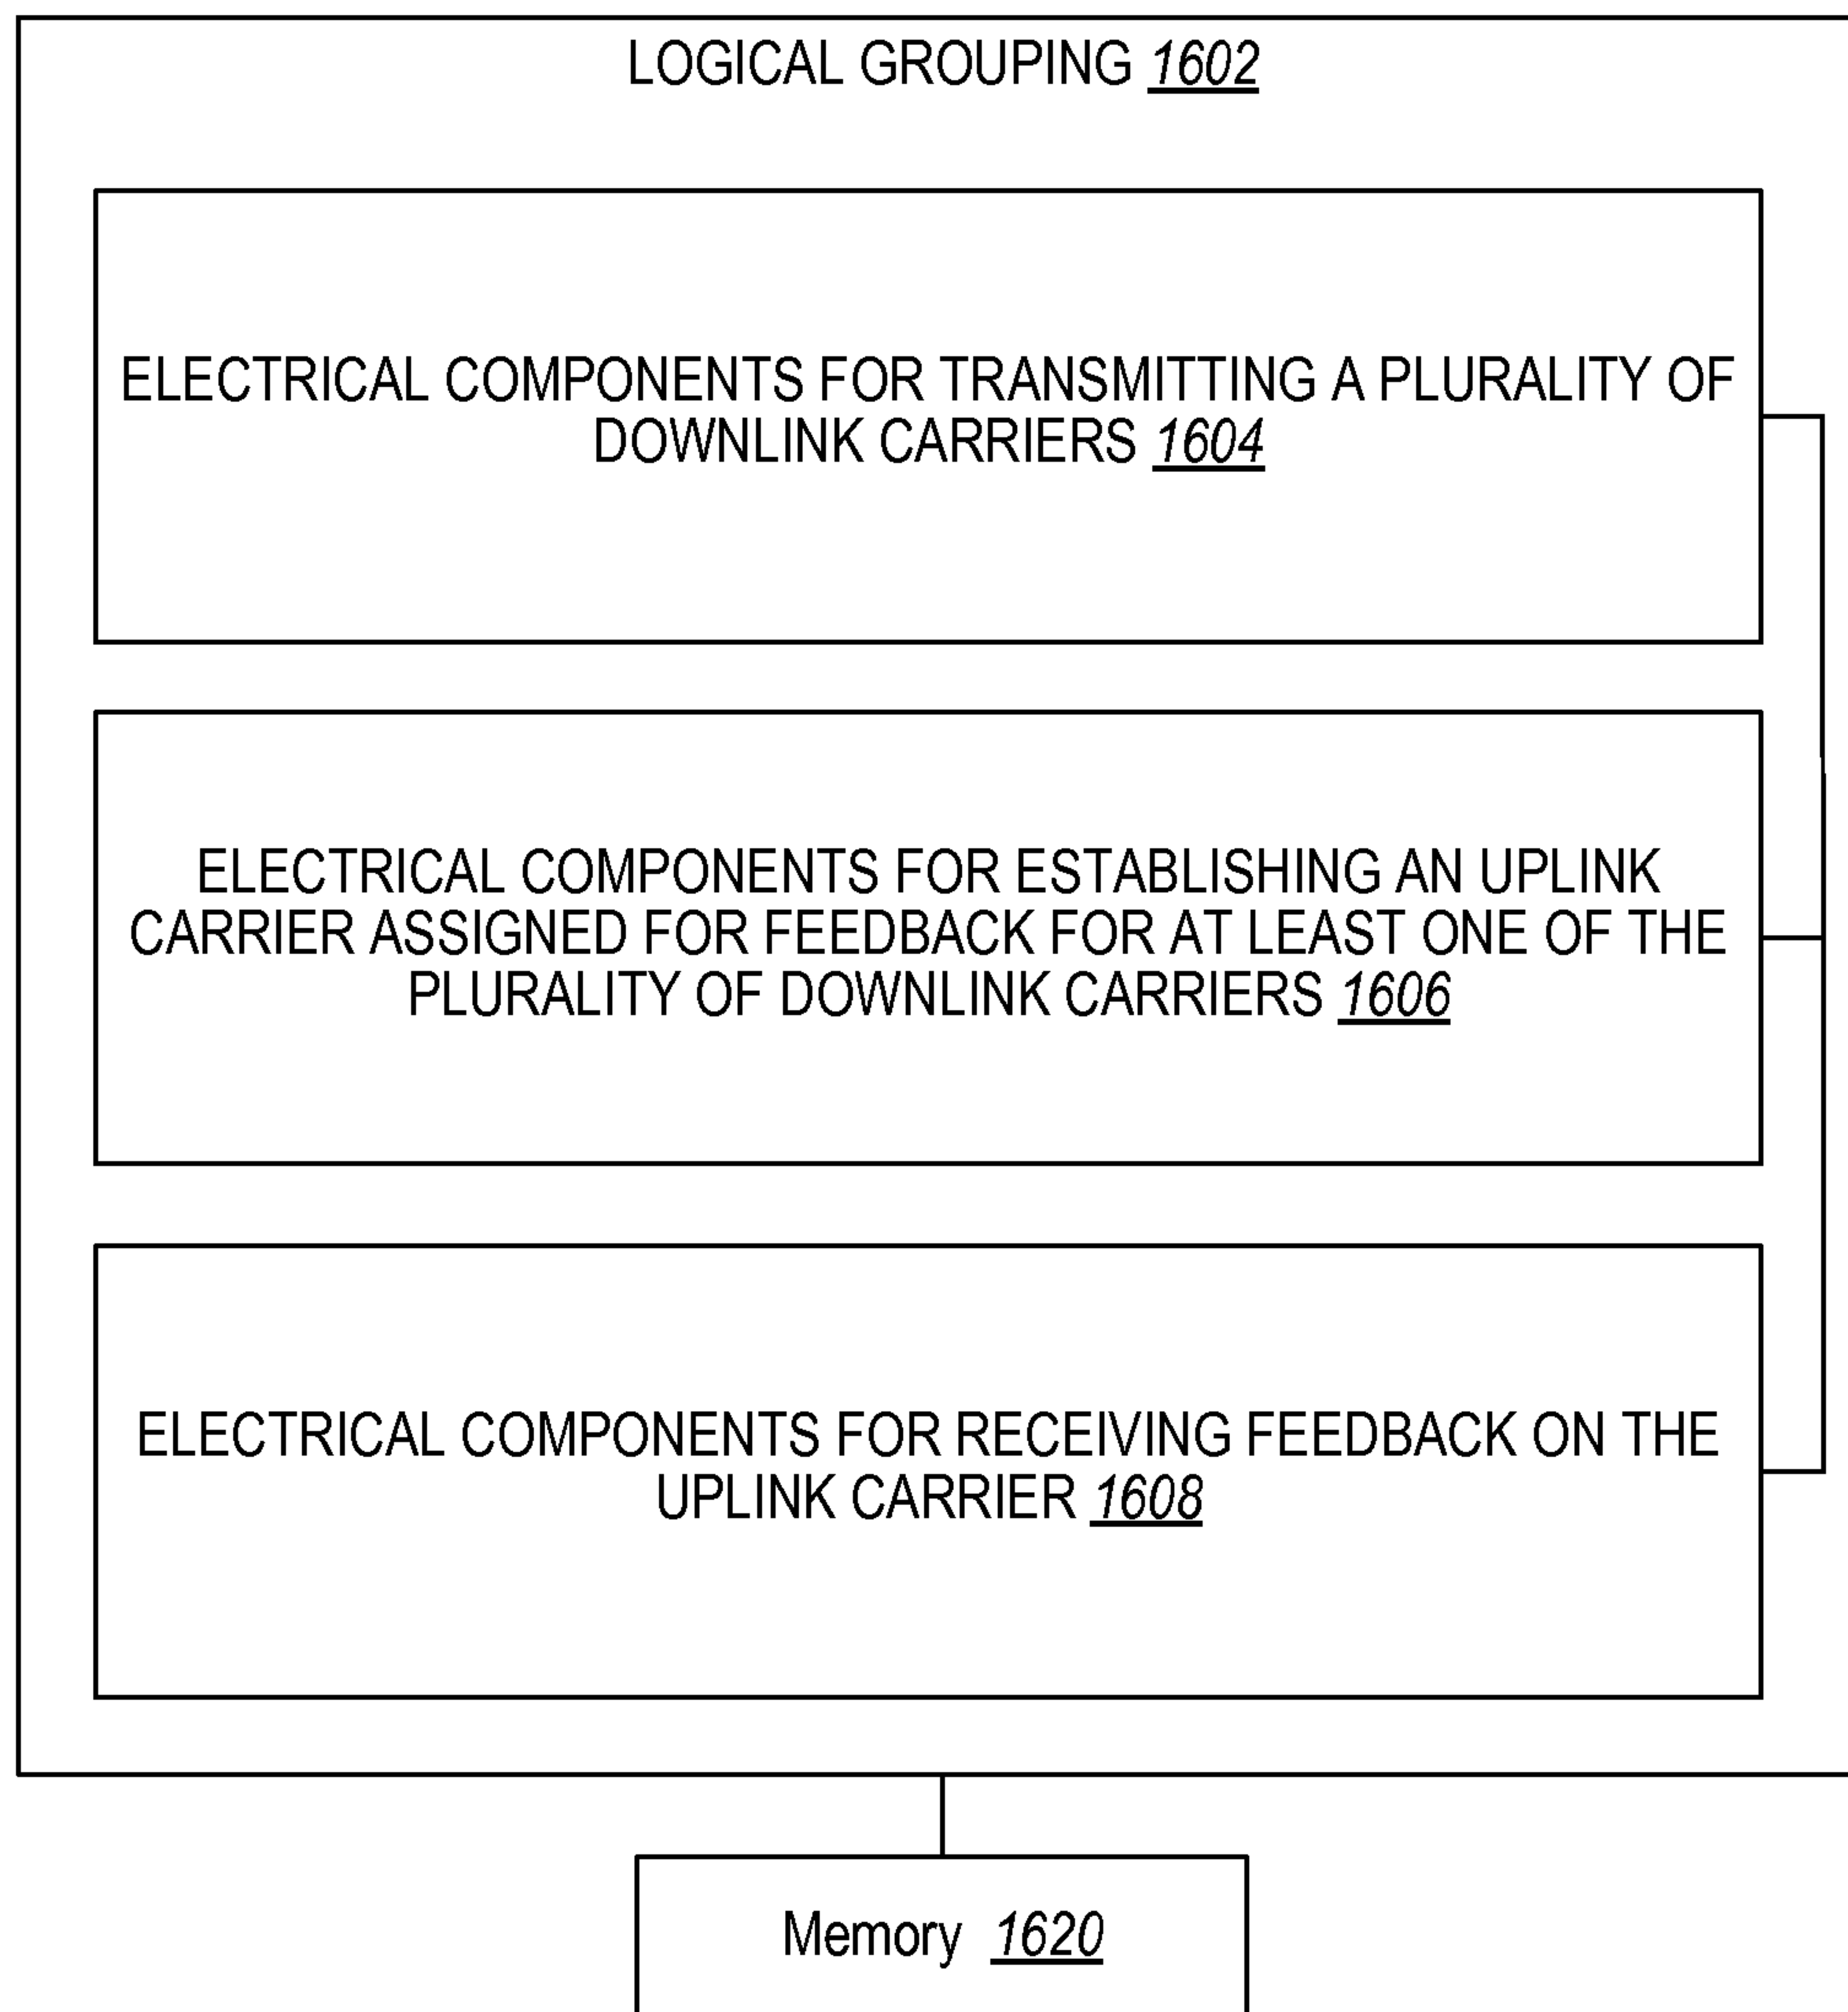 LOGICAL GROUPING 1602
ELECTRICAL COMPONENTS FOR TRANSMITTING A PLURALITY OF
DOWNLINK CARRIERS 1604
ELECTRICAL COMPONENTS FOR ESTABLISHING AN UPLINK
CARRIER ASSIGNED FOR FEEDBACK FOR AT LEAST ONE OF THE
PLURALITY OF DOWNLINK CARRIERS 1606
ELECTRICAL COMPONENTS FOR RECEIVING FEEDBACK ON THE
UPLINK CARRIER 1608
Memory 1620